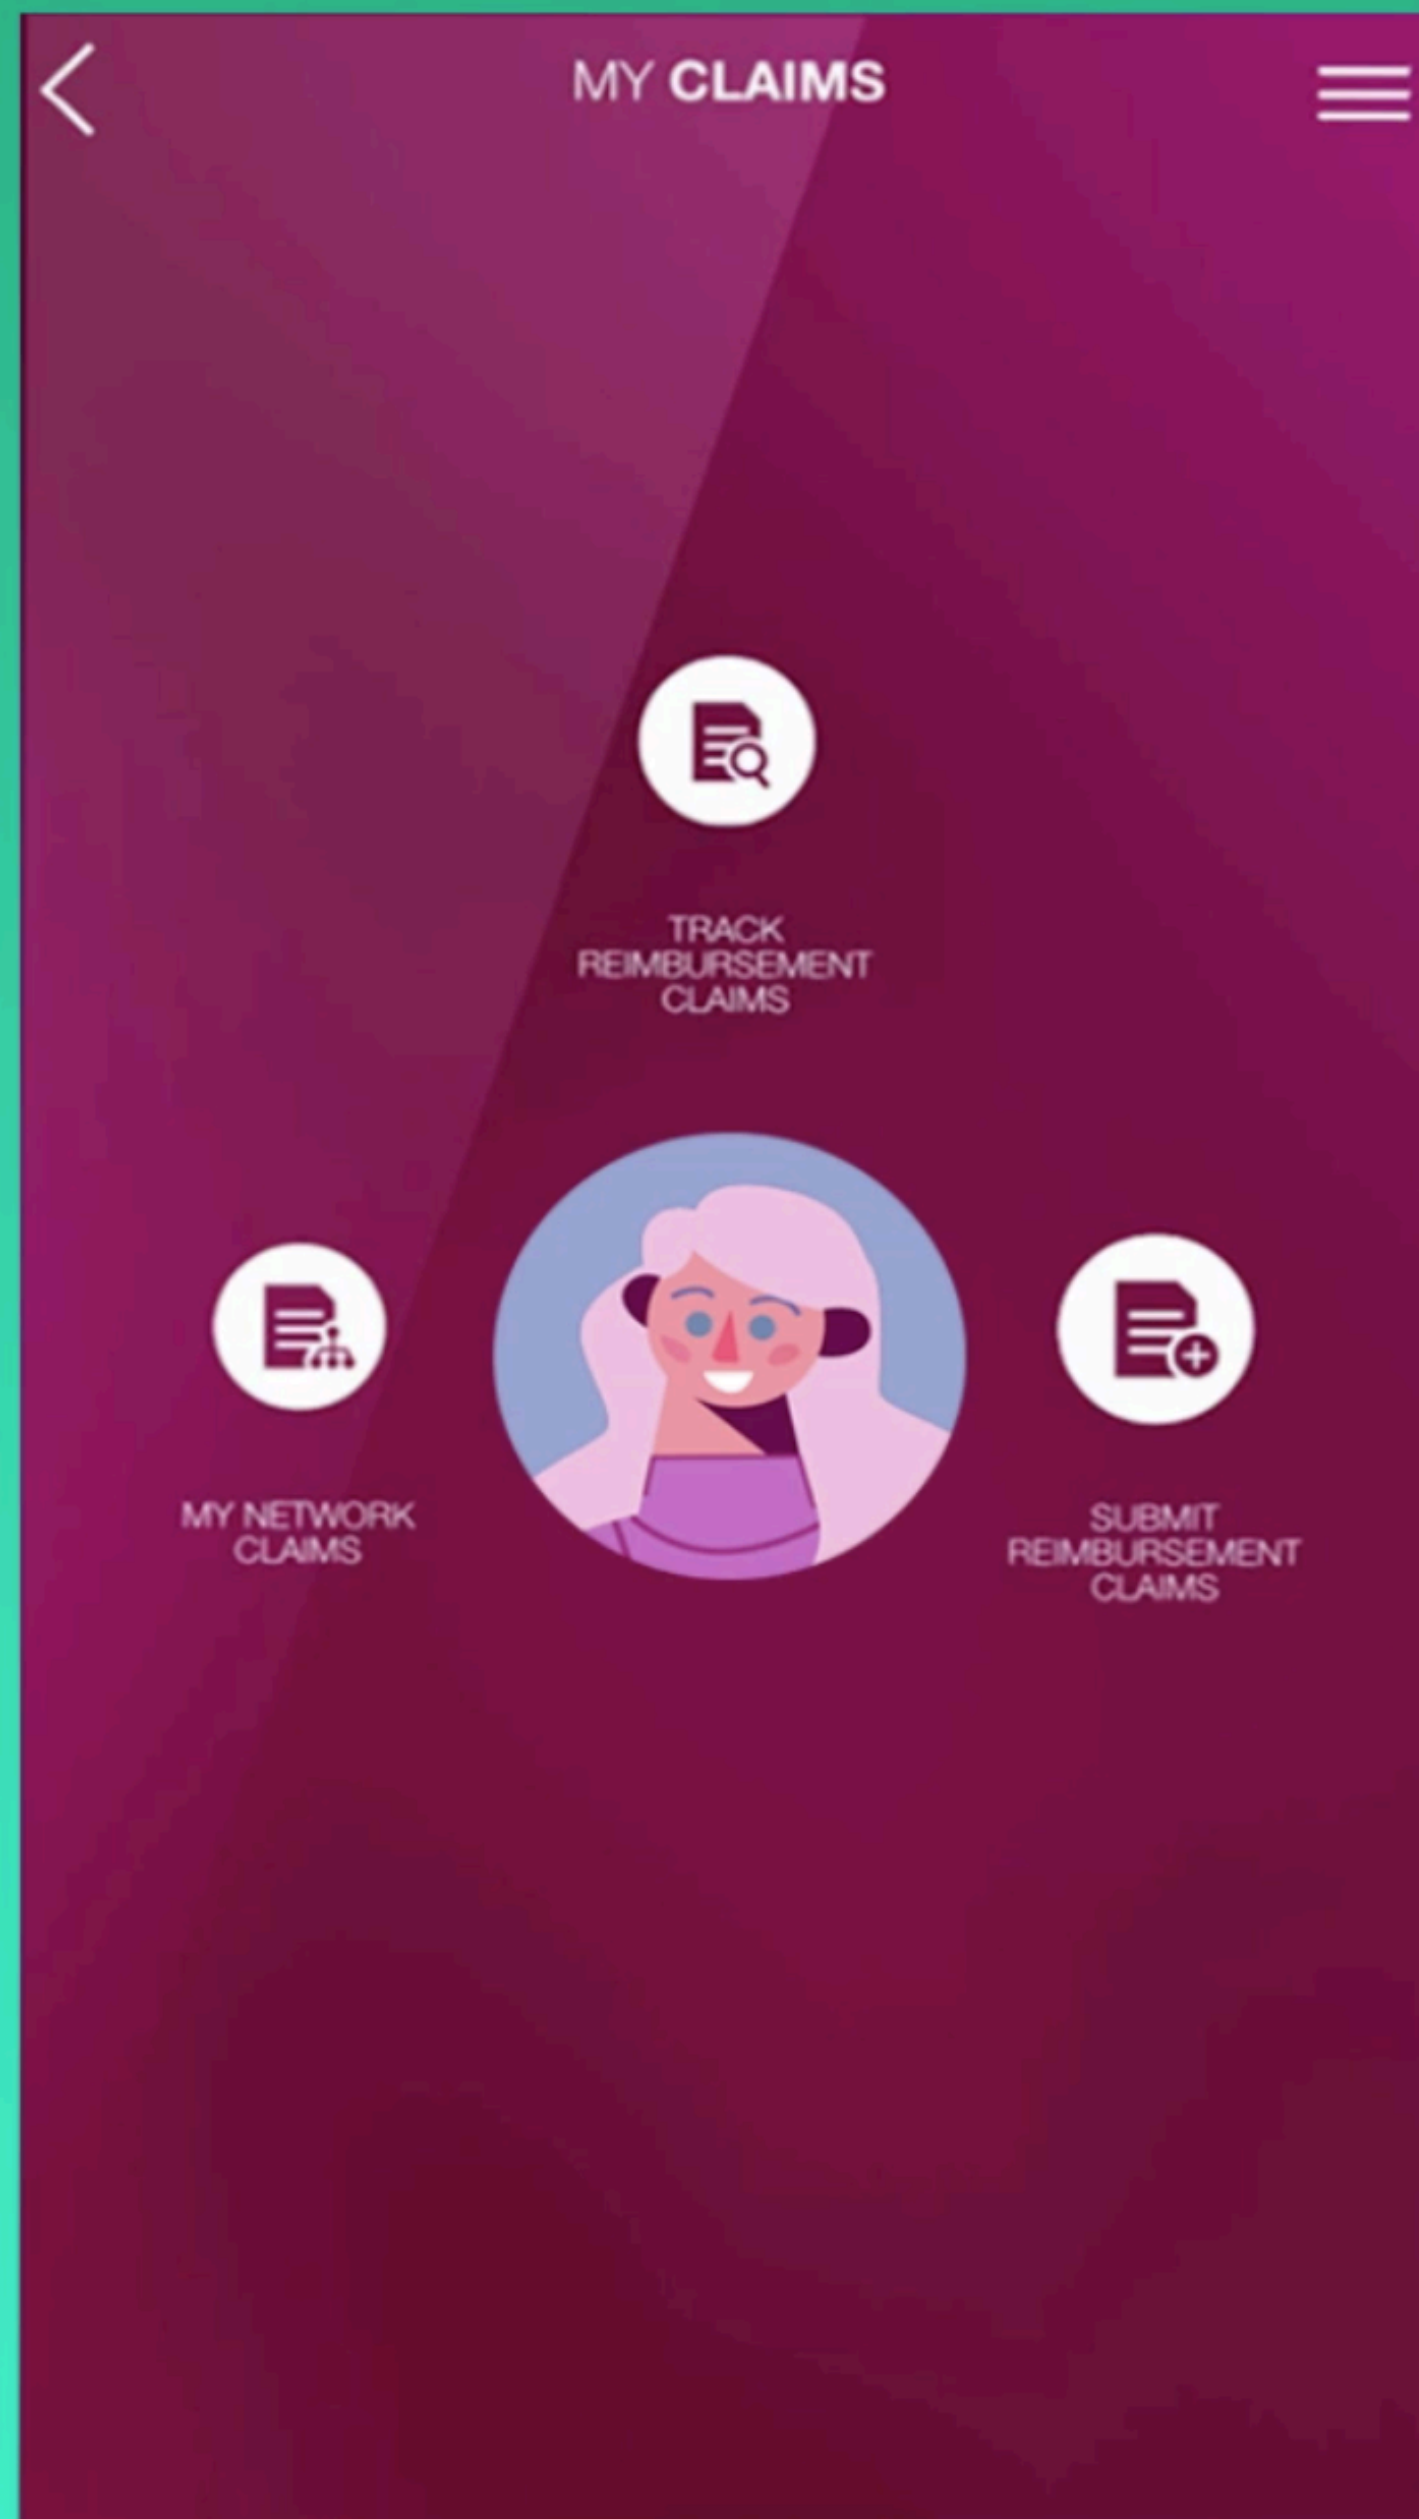 MY CLAIMS
TRACK
REIMBURSEMENT
CLAIMS
MY NETWORK
CLAIMS
SUBMIT
REIMBURSEMENT
CLAIMS